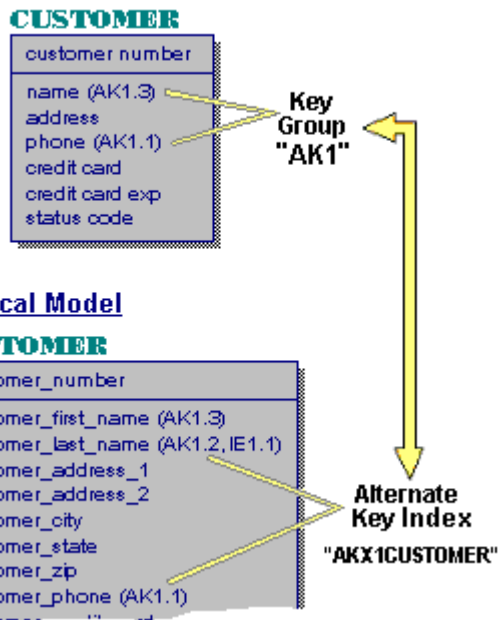 CUSTOMER
customer number
name (AK1.3)
address
phone (AK1.1)
credit card
credit card exp
status code
Key
Group
"AK1"
cal Model
TOMER
omer_number
omer_first_name (AK1.3)
omer_last_name (AK1.2,IE1.1)
omer_address_1
omer_address_2
omer_city
omer_state
omer_zip
omer_phone (AK1.1)
Alternate
Key Index
"AKX1CUSTOMER"